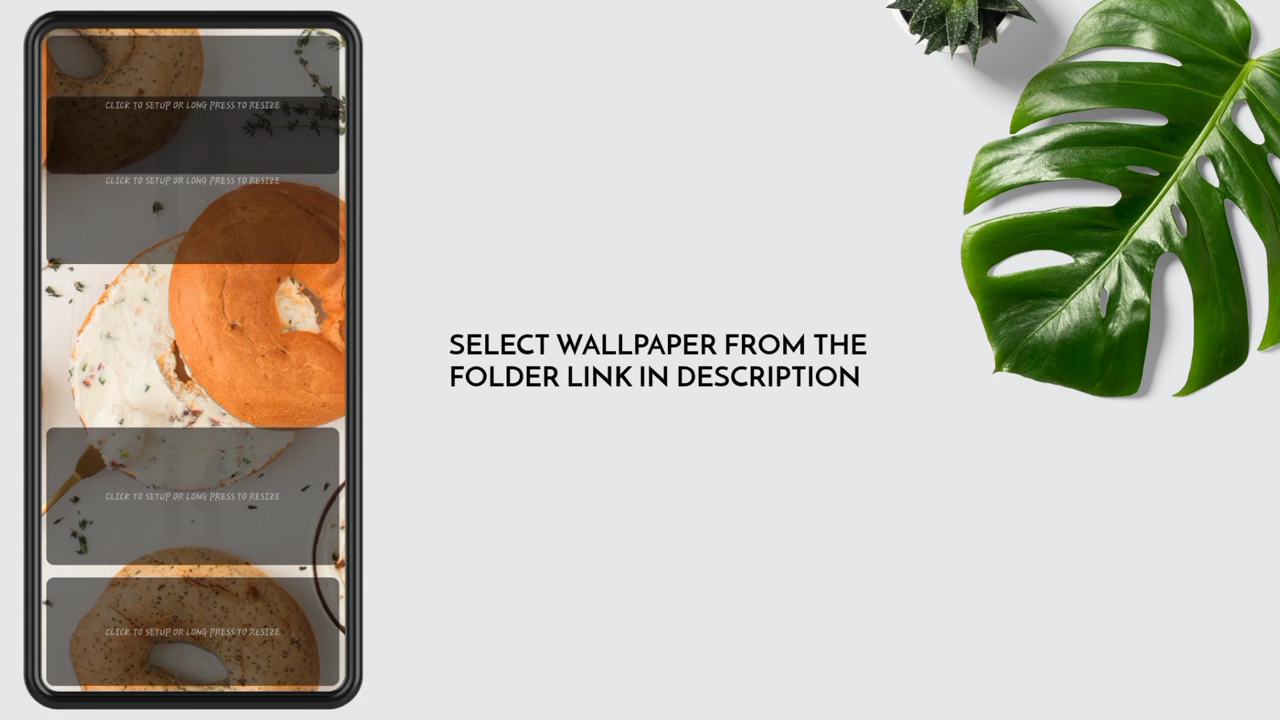 CLICK TO SETUP OR LONG PRESS TO RESIZE
CLICK TO SETUP OR LONG PRESS TO RESIZE
CLICK TO SETUP OR LONG PRESS TO RESIZE
CLICK TO SETUP OR LONG PRESS TO RESIZE
SELECT WALLPAPER FROM THE
FOLDER LINK IN DESCRIPTION